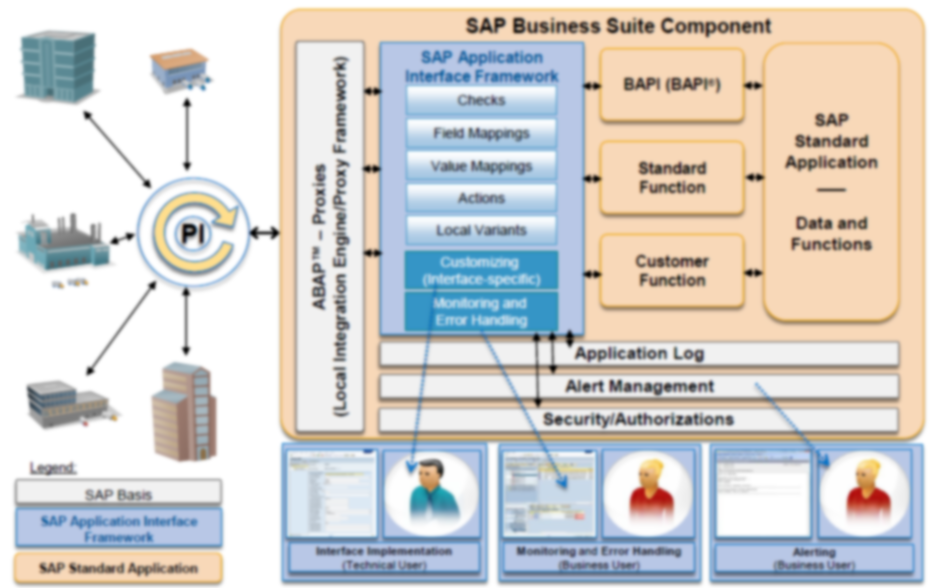 SAP Business Suite Component
PI
ABAP™ – Proxies
(Local Integration Engine/Proxy Framework)
SAP Application
Interface Framework
Checks
Field Mappings
Value Mappings
Actions
Local Variants
Customizing
(Interface-specific)
Monitoring and
Error Handling
BAPI (BAPI®)
Standard
Function
Customer
Function
SAP
Standard
Application
Data and
Functions
Application Log
Alert Management
Security/Authorizations
Legend:
SAP Basis
SAP Application Interface
Framework
SAP Standard Application
Interface Implementation
(Technical User)
Monitoring and Error Handling
(Business User)
Alerting
(Business User)